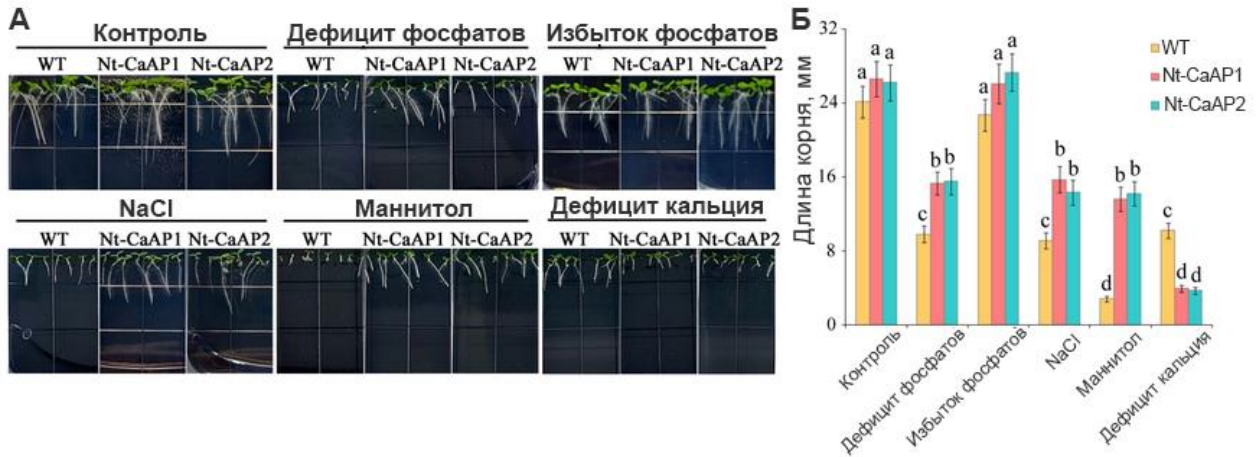 А
Контроль Дефицит фосфатов Избыток фосфатов
WT Nt-CaAP1 Nt-CaAP2 WT Nt-CaAP1 Nt-CaAP2 WT Nt-CaAP1 Nt-CaAP2
NaCl Маннитол Дефицит кальция
WT Nt-CaAP1 Nt-CaAP2 WT Nt-CaAP1 Nt-CaAP2 WT Nt-CaAP1 Nt-CaAP2
Б
Длина корня, мм
32
24
16
8
0
a a a
c b b
a a a
c b b
d b b
c d d
WT
Nt-CaAP1
Nt-CaAP2
Контроль
Дефицит фосфатов
Избыток фосфатов
NaCl
Маннитол
Дефицит кальция